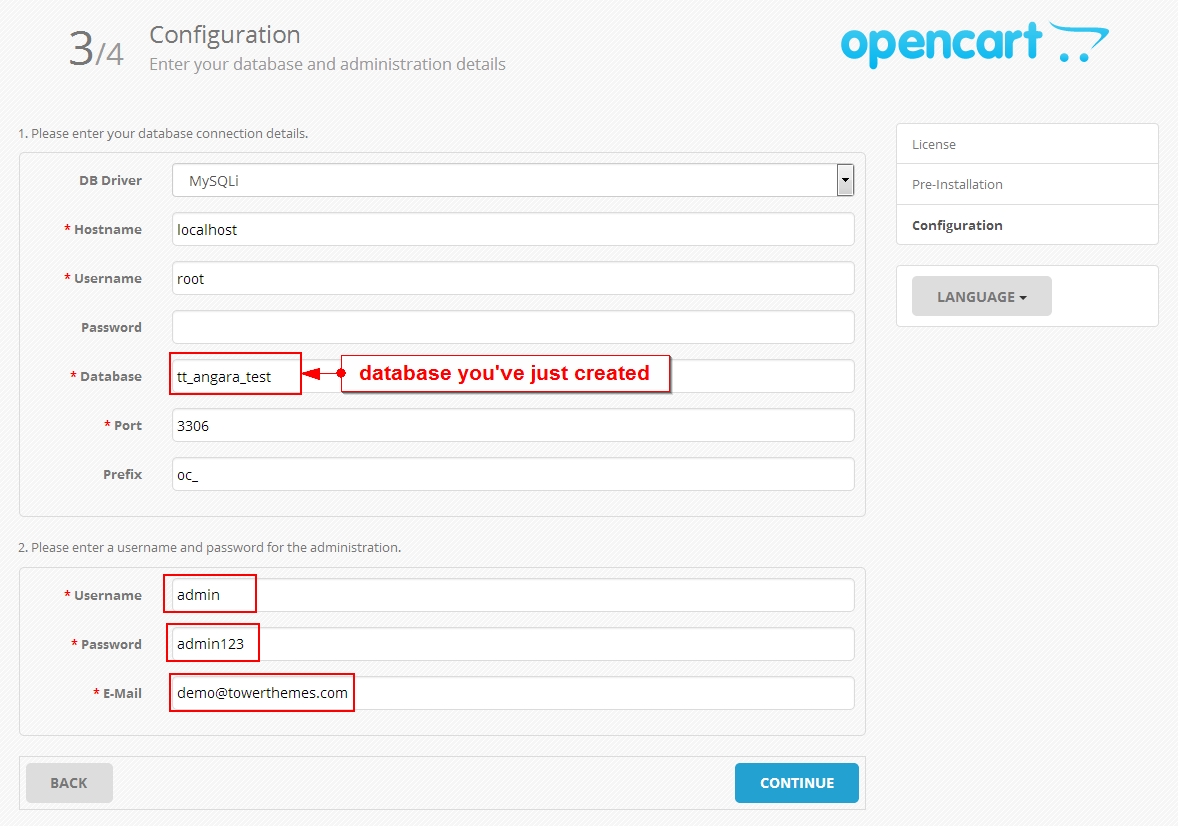 3/4
Configuration
Enter your database and administration details
opencart
1. Please enter your database connection details.
DB Driver MySQLi
* Hostname localhost
* Username root
Password
* Database tt_angara_test database you've just created
* Port 3306
Prefix oc_
2. Please enter a username and password for the administration.
* Username admin
* Password admin123
* E-Mail demo@towerthemes.com
BACK CONTINUE
License
Pre-Installation
Configuration
LANGUAGE